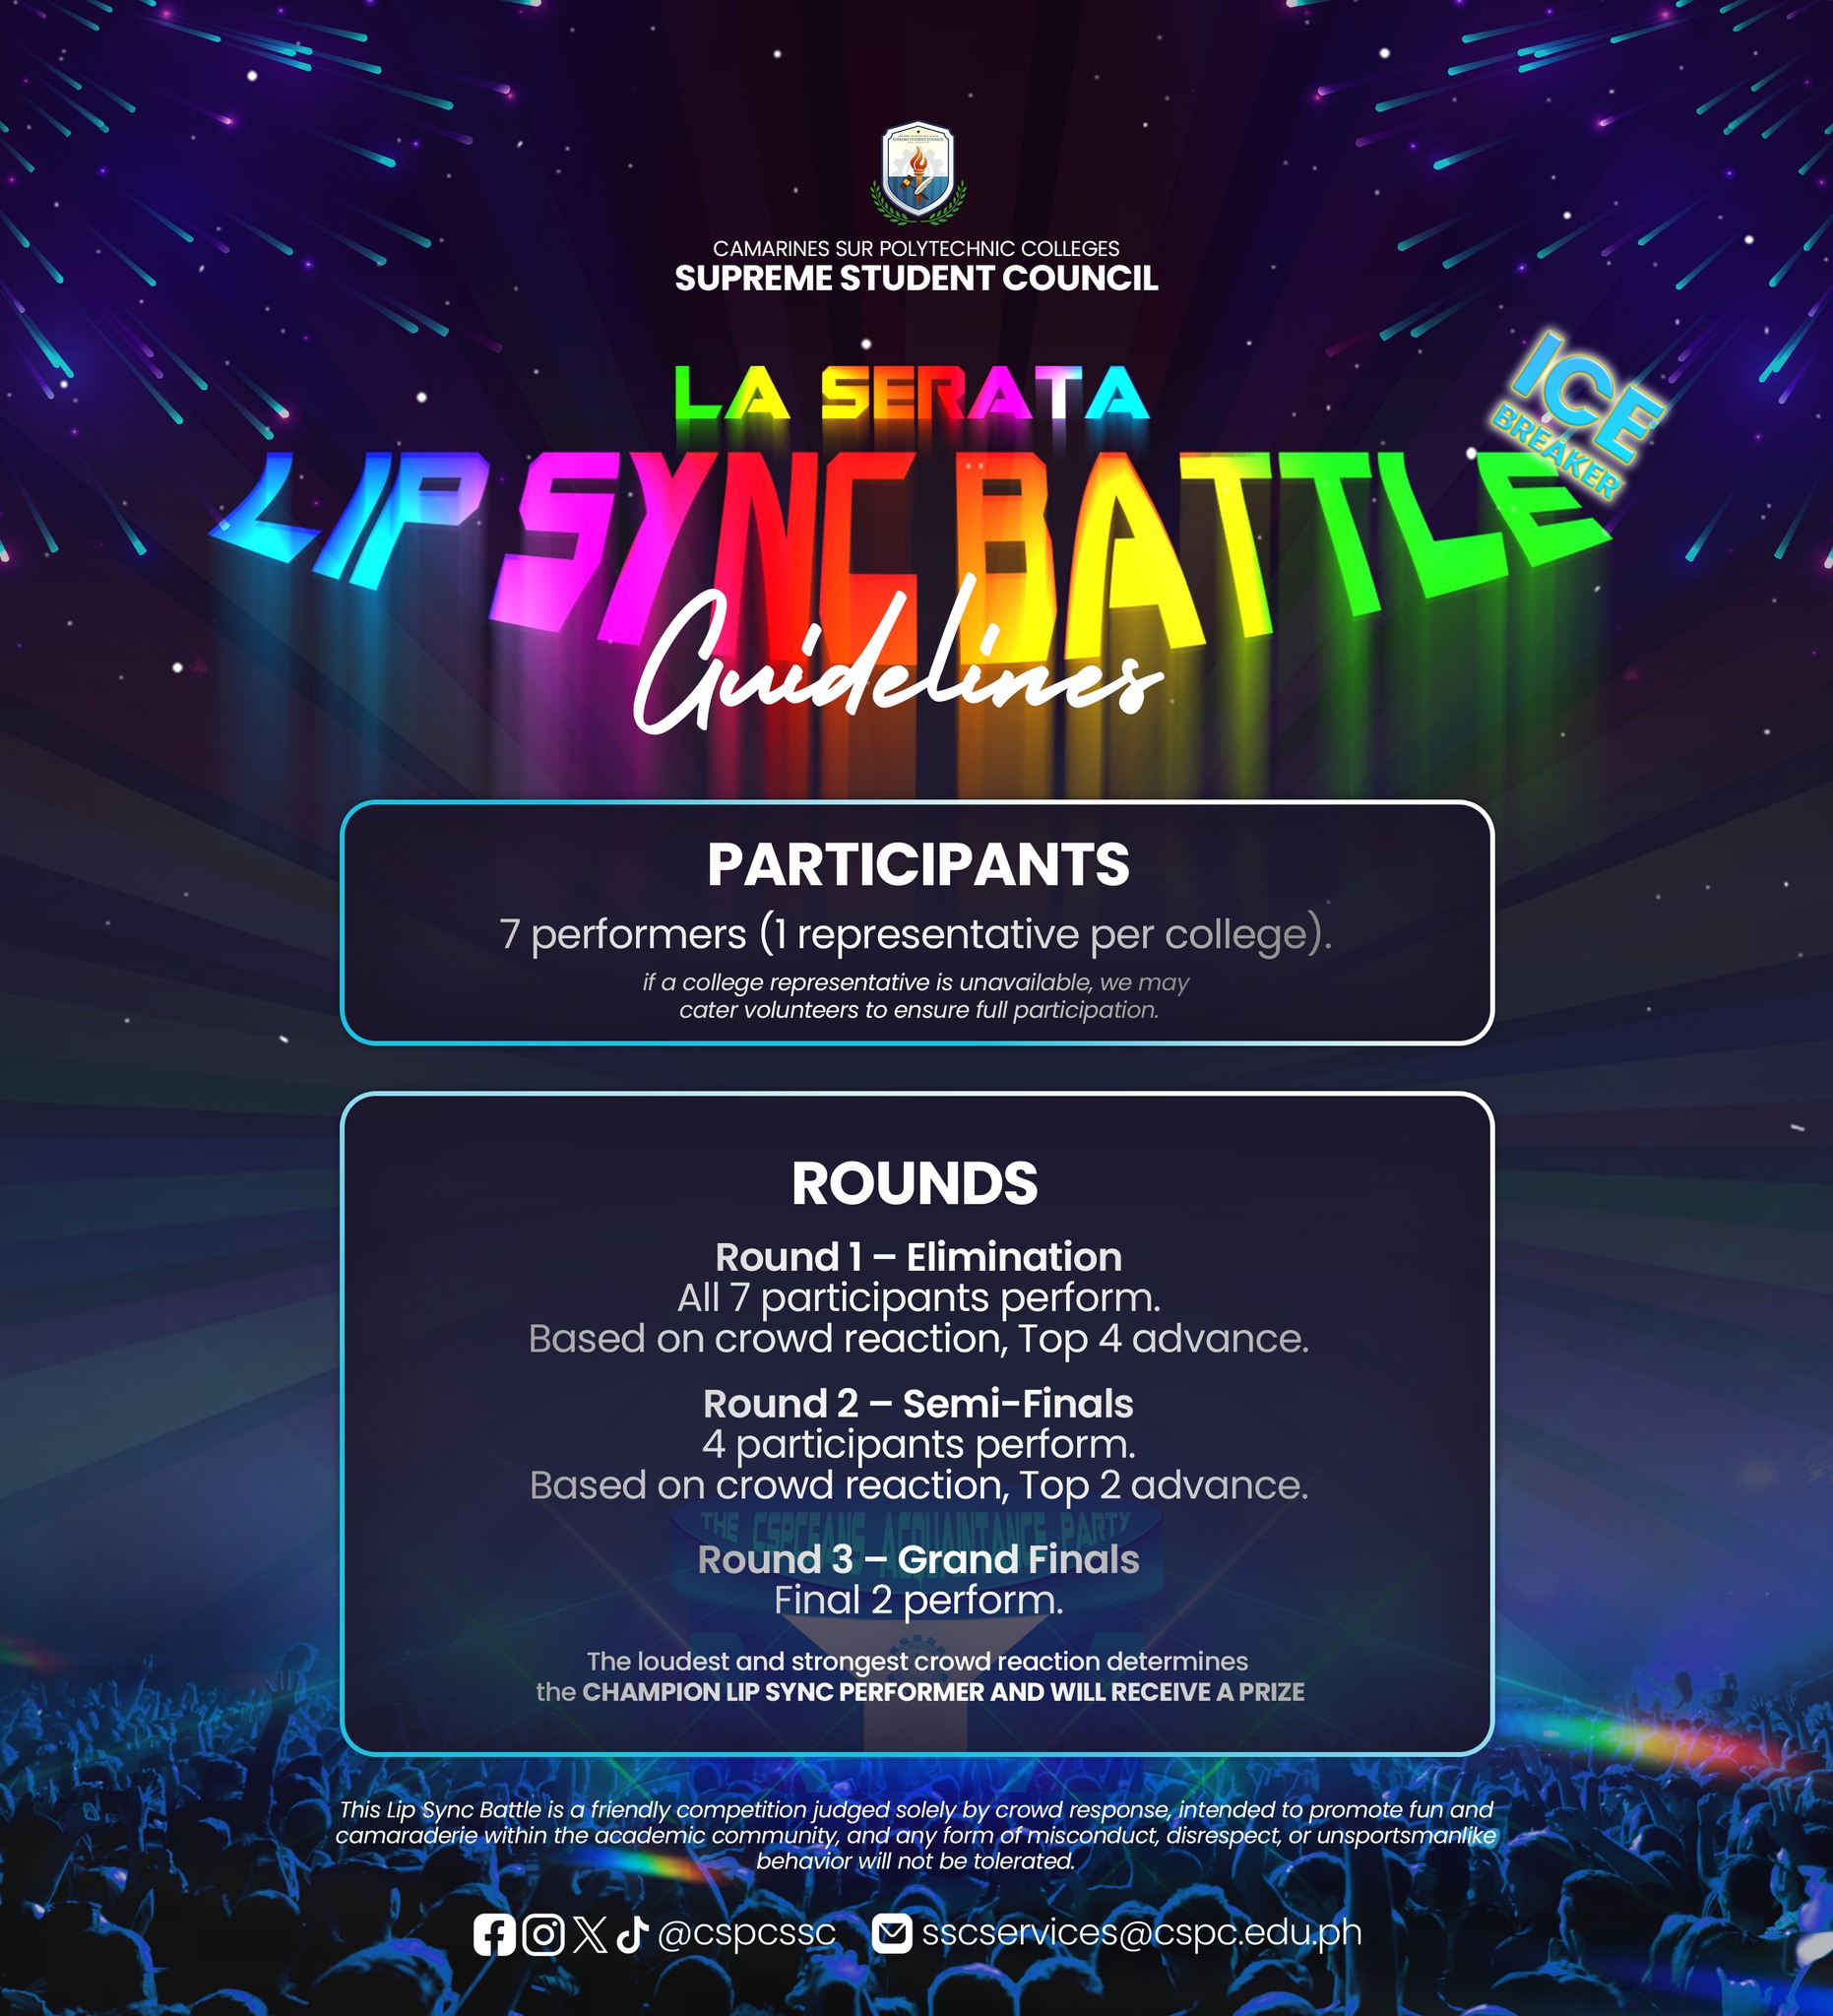 CAMARINES SUR POLYTECHNIC COLLEGES
SUPREME STUDENT COUNCIL
LA SERATA
LIP SYNC BATTLE
ICE
BREAKER
Guidelines
PARTICIPANTS
7 performers (1 representative per college).
if a college representative is unavailable, we may
cater volunteers to ensure full participation.
ROUNDS
Round 1 – Elimination
All 7 participants perform.
Based on crowd reaction, Top 4 advance.
Round 2 – Semi-Finals
4 participants perform.
Based on crowd reaction, Top 2 advance.
THE CSPCEANS ACQUAINTANCE PARTY
Round 3 – Grand Finals
Final 2 perform.
The loudest and strongest crowd reaction determines
the CHAMPION LIP SYNC PERFORMER AND WILL RECEIVE A PRIZE
This Lip Sync Battle is a friendly competition judged solely by crowd response, intended to promote fun and
camaraderie within the academic community, and any form of misconduct, disrespect, or unsportsmanlike
behavior will not be tolerated.
@cspcssc sscservices@cspc.edu.ph